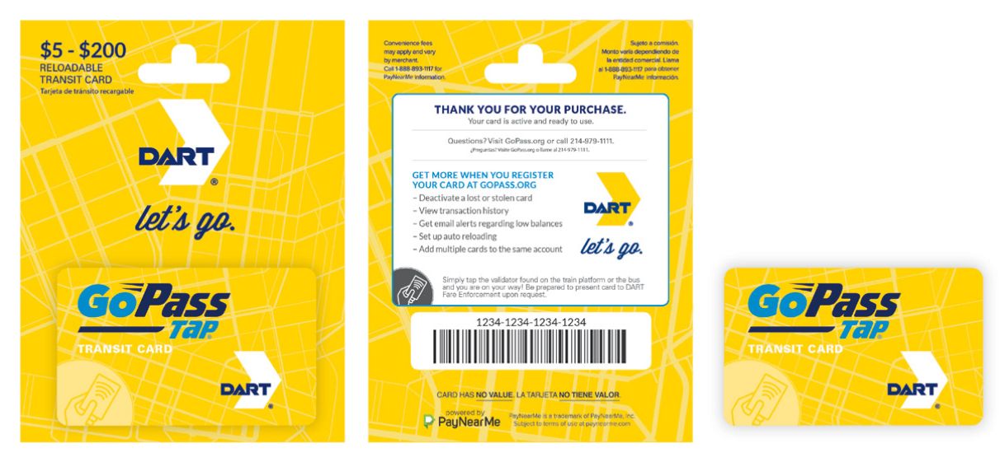 $5 - $200
RELOADABLE
TRANSIT CARD
Tarjeta de tránsito recargable
DART
®
let's go.
GoPass
TAP®
TRANSIT CARD
DART
®
Convenience fees
may apply and vary
by merchant.
Call 1-888-893-1117 for
PayNearMe information.
Sujeto a comisión.
Monto varía dependiendo de
la entidad comercial. Llama
al 1-888-893-1117 para obtener
PayNearMe información.
THANK YOU FOR YOUR PURCHASE.
Your card is active and ready to use.
Questions? Visit GoPass.org or call 214-979-1111.
¿Preguntas? Visite GoPass.org o llame al 214-979-1111.
GET MORE WHEN YOU REGISTER
YOUR CARD AT GOPASS.ORG
– Deactivate a lost or stolen card
– View transaction history
– Get email alerts regarding low balances
– Set up auto reloading
– Add multiple cards to the same account
DART
®
let's go.
Simply tap the validator found on the train platform or the bus
and you are on your way! Be prepared to present card to DART
Fare Enforcement upon request.
1234-1234-1234-1234
CARD HAS NO VALUE. LA TARJETA NO TIENE VALOR.
powered by
PayNearMe
PayNearMe is a trademark of PayNearMe, Inc.
Subject to terms of use at paynearme.com
GoPass
TAP®
TRANSIT CARD
DART
®